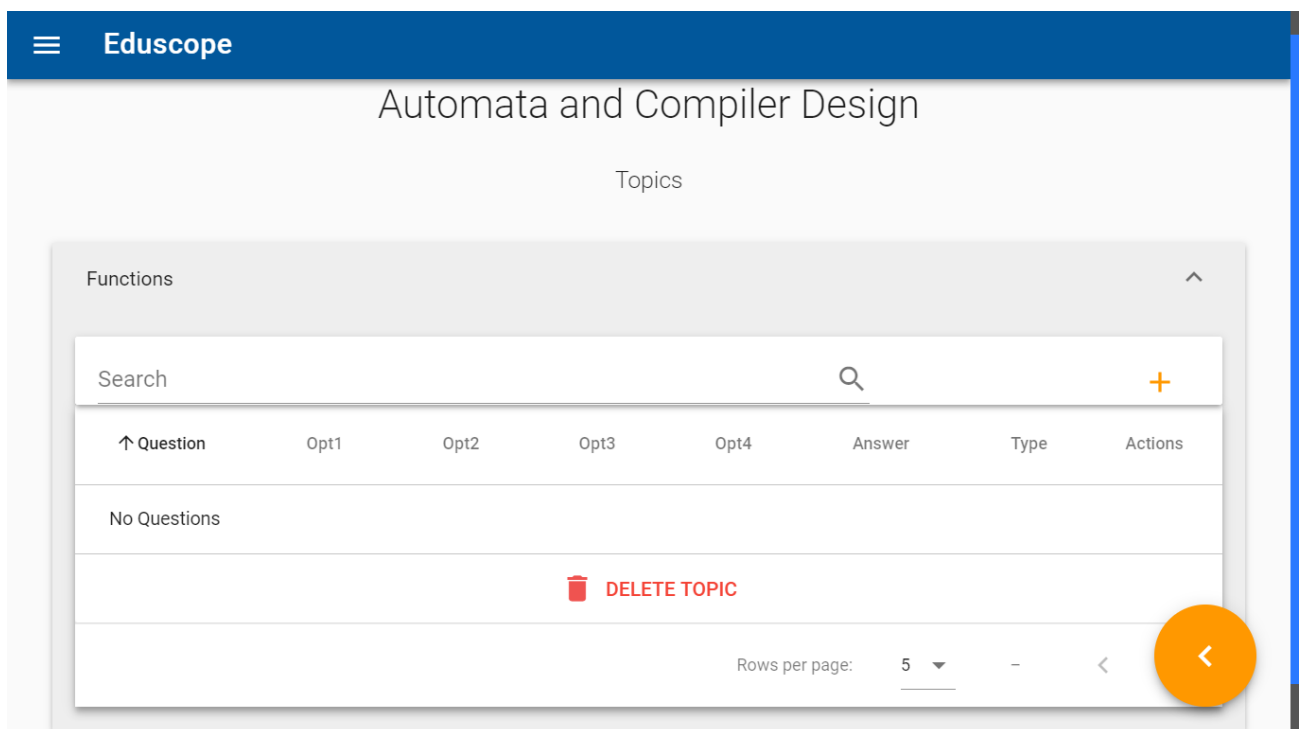 Eduscope
Automata and Compiler Design
Topics
Functions
Search
Question Opt1 Opt2 Opt3 Opt4 Answer Type Actions
No Questions
DELETE TOPIC
Rows per page: 5 –